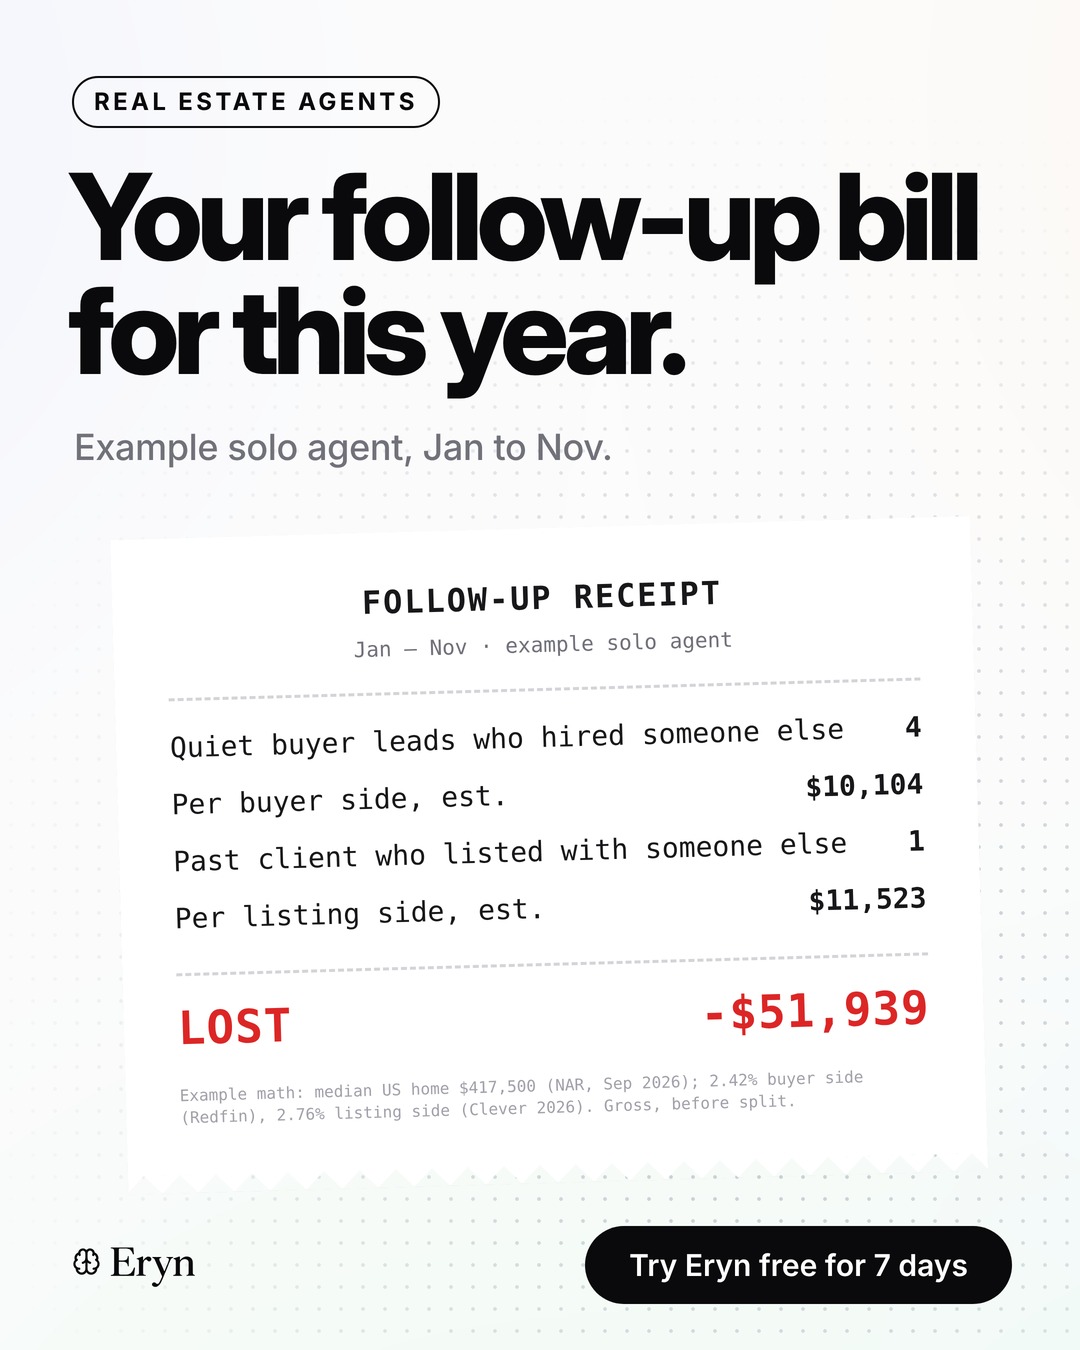 REAL ESTATE AGENTS
Your follow-up bill
for this year.
Example solo agent, Jan to Nov.
FOLLOW-UP RECEIPT
Jan – Nov · example solo agent
Quiet buyer leads who hired someone else 4
Per buyer side, est. $10,104
Past client who listed with someone else 1
Per listing side, est. $11,523
LOST -$51,939
Example math: median US home $417,500 (NAR, Sep 2026); 2.42% buyer side
(Redfin), 2.76% listing side (Clever 2026). Gross, before split.
Eryn
Try Eryn free for 7 days